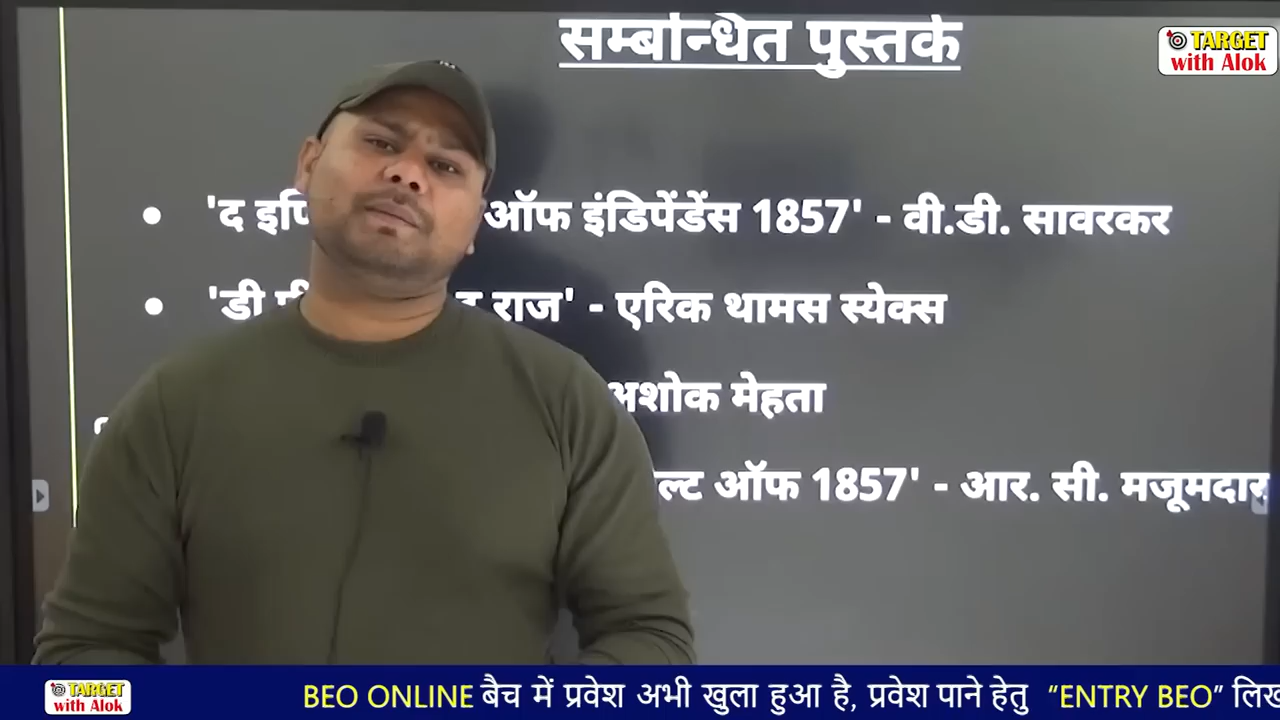 सम्बन्धित पुस्तकें
TARGET
with Alok
'द ऑफ इंडिपेंडेंस 1857' - वी.डी. सावरकर
'डी राज' - एरिक थामस स्येक्स
अशोक मेहता
ऑफ 1857' - आर. सी. मजूमदार
TARGET
with Alok
BEO ONLINE बैच में प्रवेश अभी खुला हुआ है, प्रवेश पाने हेतु “ENTRY BEO”